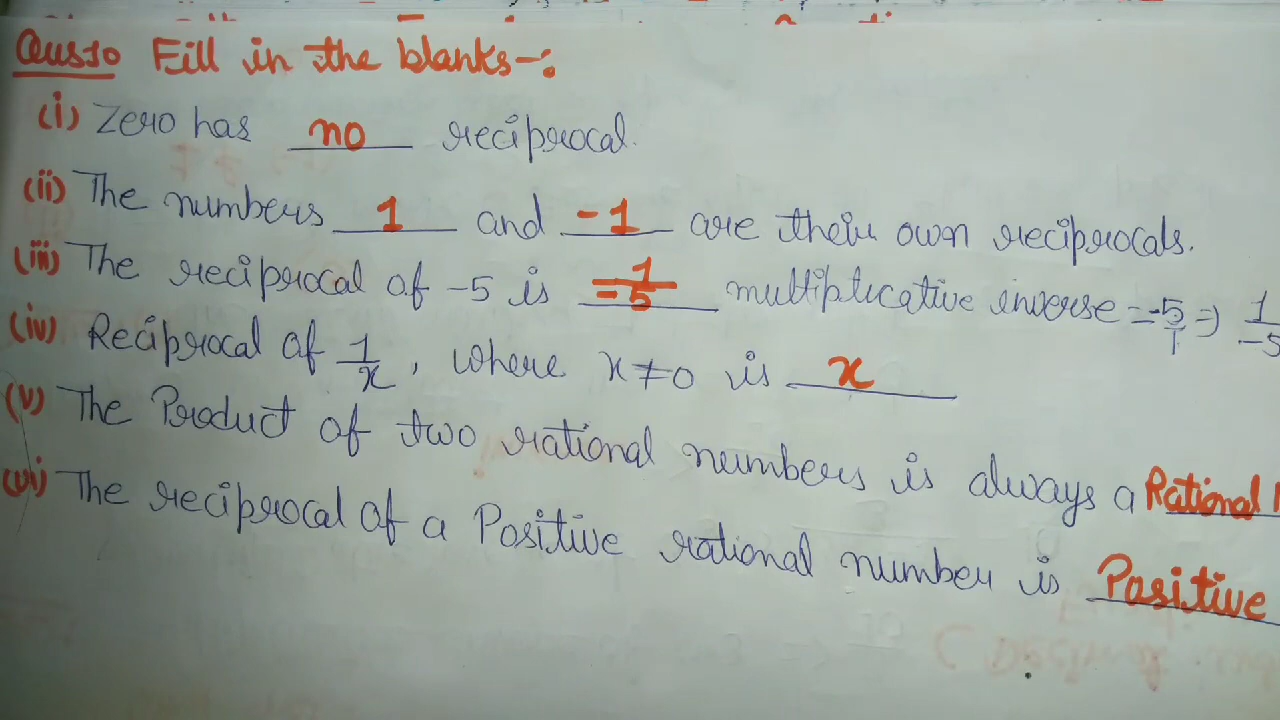 Qus10 Fill in the blanks-:
(i) Zero has no reciprocal.
(ii) The numbers 1 and -1 are their own reciprocals.
(iii) The reciprocal of -5 is 1/-5 multiplicative inverse = -5/1 => 1/-5
(iv) Reciprocal of 1/x, where x≠0 is x
(v) The Product of two rational numbers is always a Rational
(vi) The reciprocal of a Positive rational number is Positive